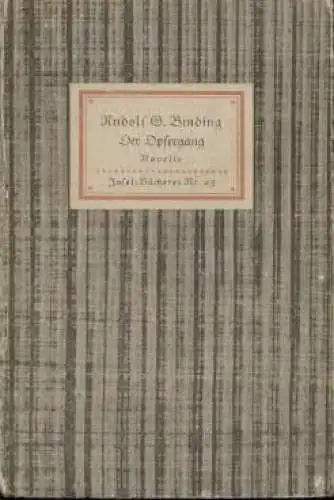 Rudolf G. Binding
Der Opfergang
Novelle
Insel-Bücherei Nr. 23